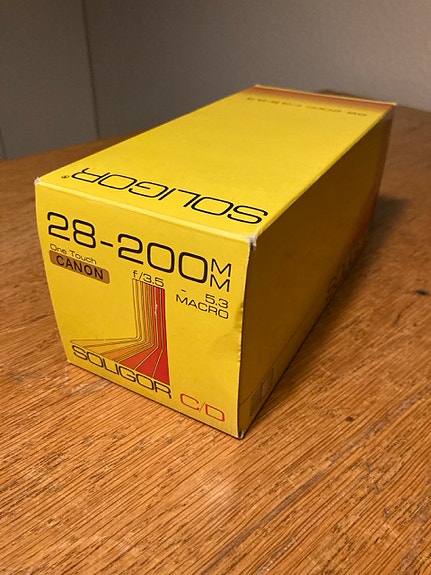 SOLIGOR®
28-200MM
One Touch
CANON
f/3.5 - 5.3
MACRO
SOLIGOR C/D